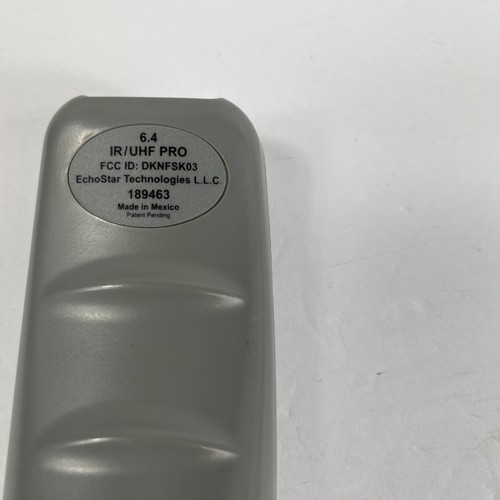 6.4
IR/UHF PRO
FCC ID: DKNFSK03
EchoStar Technologies L.L.C.
189463
Made in Mexico
Patent Pending